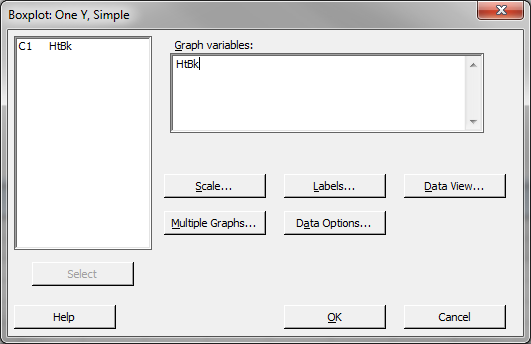 Boxplot: One Y, Simple
C1 HtBk
Graph variables:
HtBk
Scale...
Labels...
Data View...
Multiple Graphs...
Data Options...
Select
Help
OK
Cancel